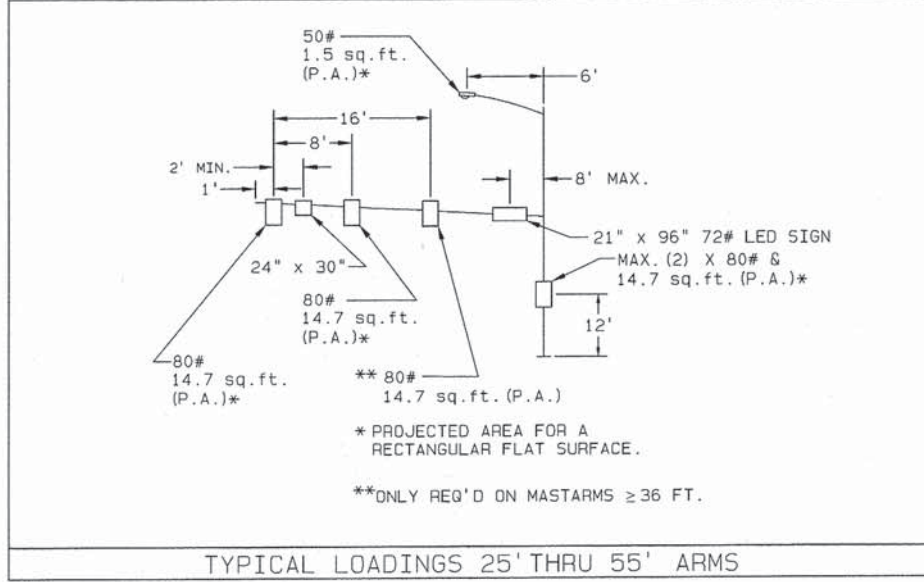 50#
1.5 sq.ft.
(P.A.)*
6'
16'
8'
2' MIN.
1'
8' MAX.
21" x 96" 72# LED SIGN
MAX. (2) X 80# &
14.7 sq.ft. (P.A.)*
24" x 30"
80#
14.7 sq.ft.
(P.A.)*
12'
80#
14.7 sq.ft.
(P.A.)*
** 80#
14.7 sq.ft. (P.A.)
* PROJECTED AREA FOR A
RECTANGULAR FLAT SURFACE.
**ONLY REQ'D ON MASTARMS ≥ 36 FT.
TYPICAL LOADINGS 25' THRU 55' ARMS